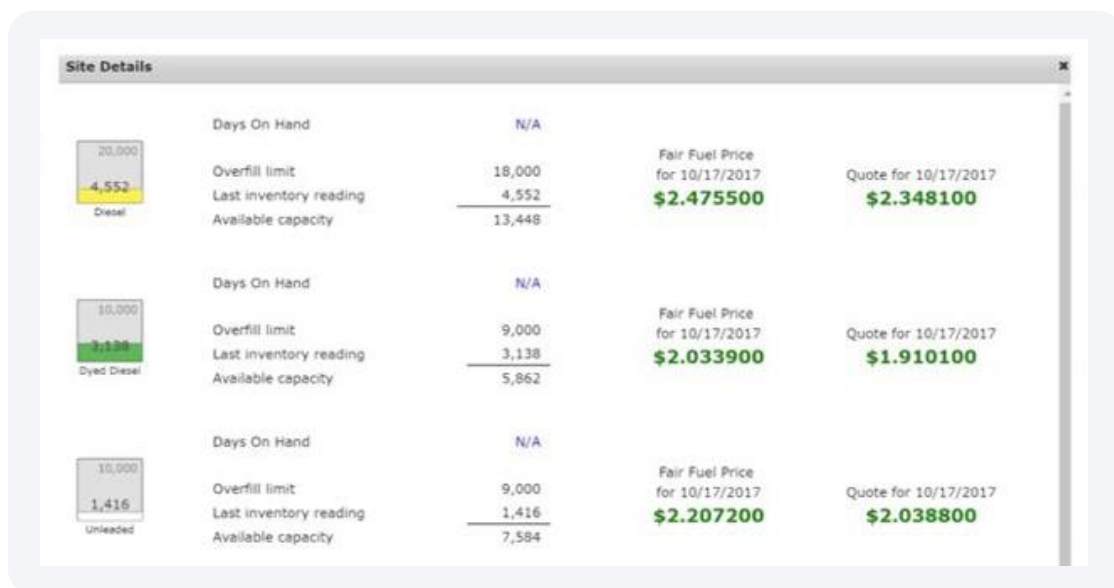 Site Details x
Days On Hand N/A
20,000
4,552
Diesel
Overfill limit 18,000
Last inventory reading 4,552
Available capacity 13,448
Fair Fuel Price
for 10/17/2017
$2.475500
Quote for 10/17/2017
$2.348100
Days On Hand N/A
10,000
3,138
Dyed Diesel
Overfill limit 9,000
Last inventory reading 3,138
Available capacity 5,862
Fair Fuel Price
for 10/17/2017
$2.033900
Quote for 10/17/2017
$1.910100
Days On Hand N/A
10,000
1,416
Unleaded
Overfill limit 9,000
Last inventory reading 1,416
Available capacity 7,584
Fair Fuel Price
for 10/17/2017
$2.207200
Quote for 10/17/2017
$2.038800